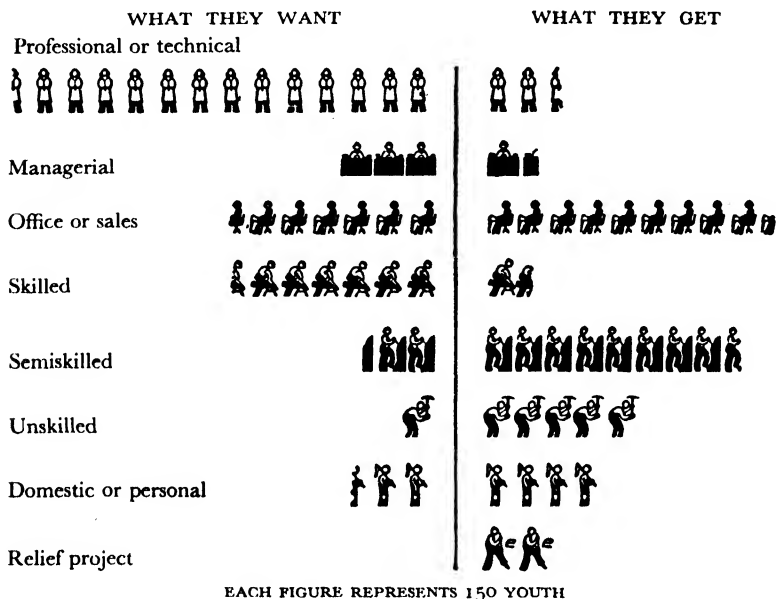 WHAT THEY WANT WHAT THEY GET
Professional or technical
Managerial
Office or sales
Skilled
Semiskilled
Unskilled
Domestic or personal
Relief project
EACH FIGURE REPRESENTS 150 YOUTH